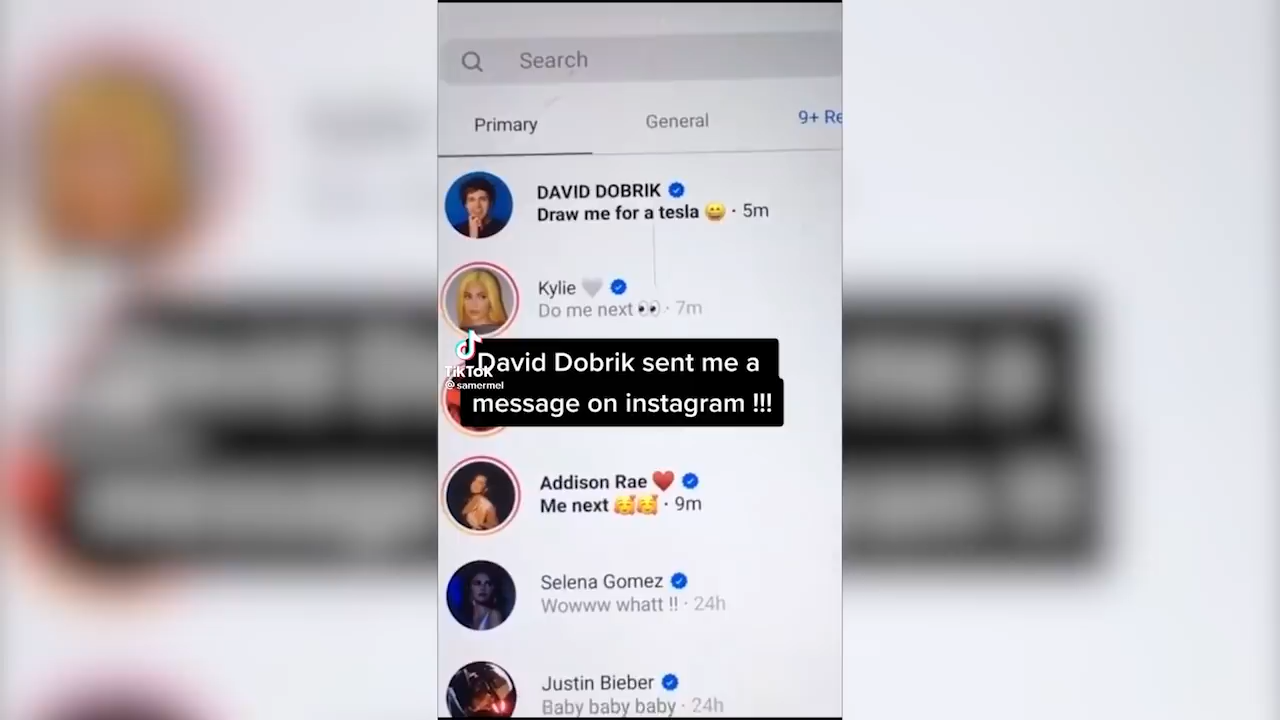 Search
Primary
General
9+ Re
DAVID DOBRIK
Draw me for a tesla 😀 · 5m
Kylie 🤍
Do me next 👀 · 7m
David Dobrik sent me a
message on instagram !!!
TikTok
@samermel
Addison Rae ❤️
Me next 🥰🥰 · 9m
Selena Gomez
Wowww whatt !! · 24h
Justin Bieber
Baby baby baby · 24h